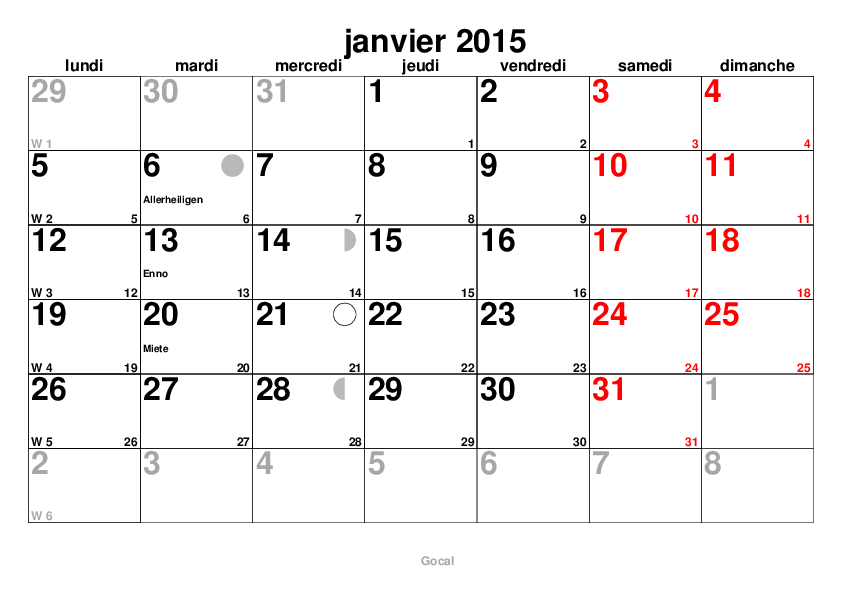 janvier 2015
lundi mardi mercredi jeudi vendredi samedi dimanche
29 30 31 1 2 3 4
W 1 1 2 3 4
5 6 7 8 9 10 11
Allerheiligen
W 2 5 6 7 8 9 10 11
12 13 14 15 16 17 18
Enno
W 3 12 13 14 15 16 17 18
19 20 21 22 23 24 25
Miete
W 4 19 20 21 22 23 24 25
26 27 28 29 30 31 1
W 5 26 27 28 29 30 31
2 3 4 5 6 7 8
W 6
Gocal